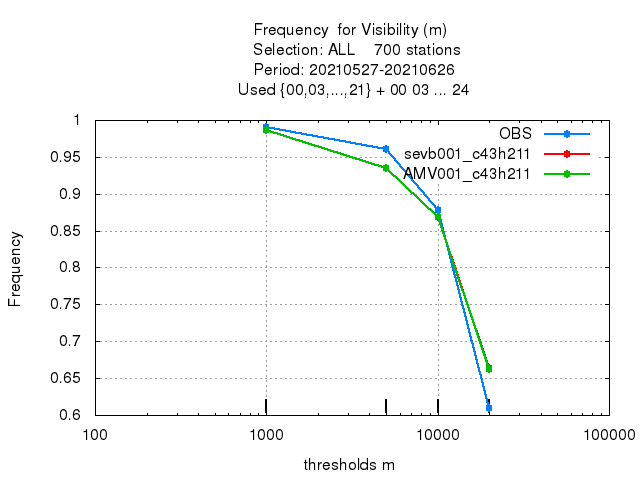 Frequency  for Visibility (m)
Selection: ALL    700 stations
Period: 20210527-20210626
Used {00,03,...,21} + 00 03 ... 24
OBS
sevb001_c43h211
AMV001_c43h211
1
0.95
0.9
0.85
0.8
0.75
0.7
0.65
0.6
Frequency
100
1000
10000
100000
thresholds m